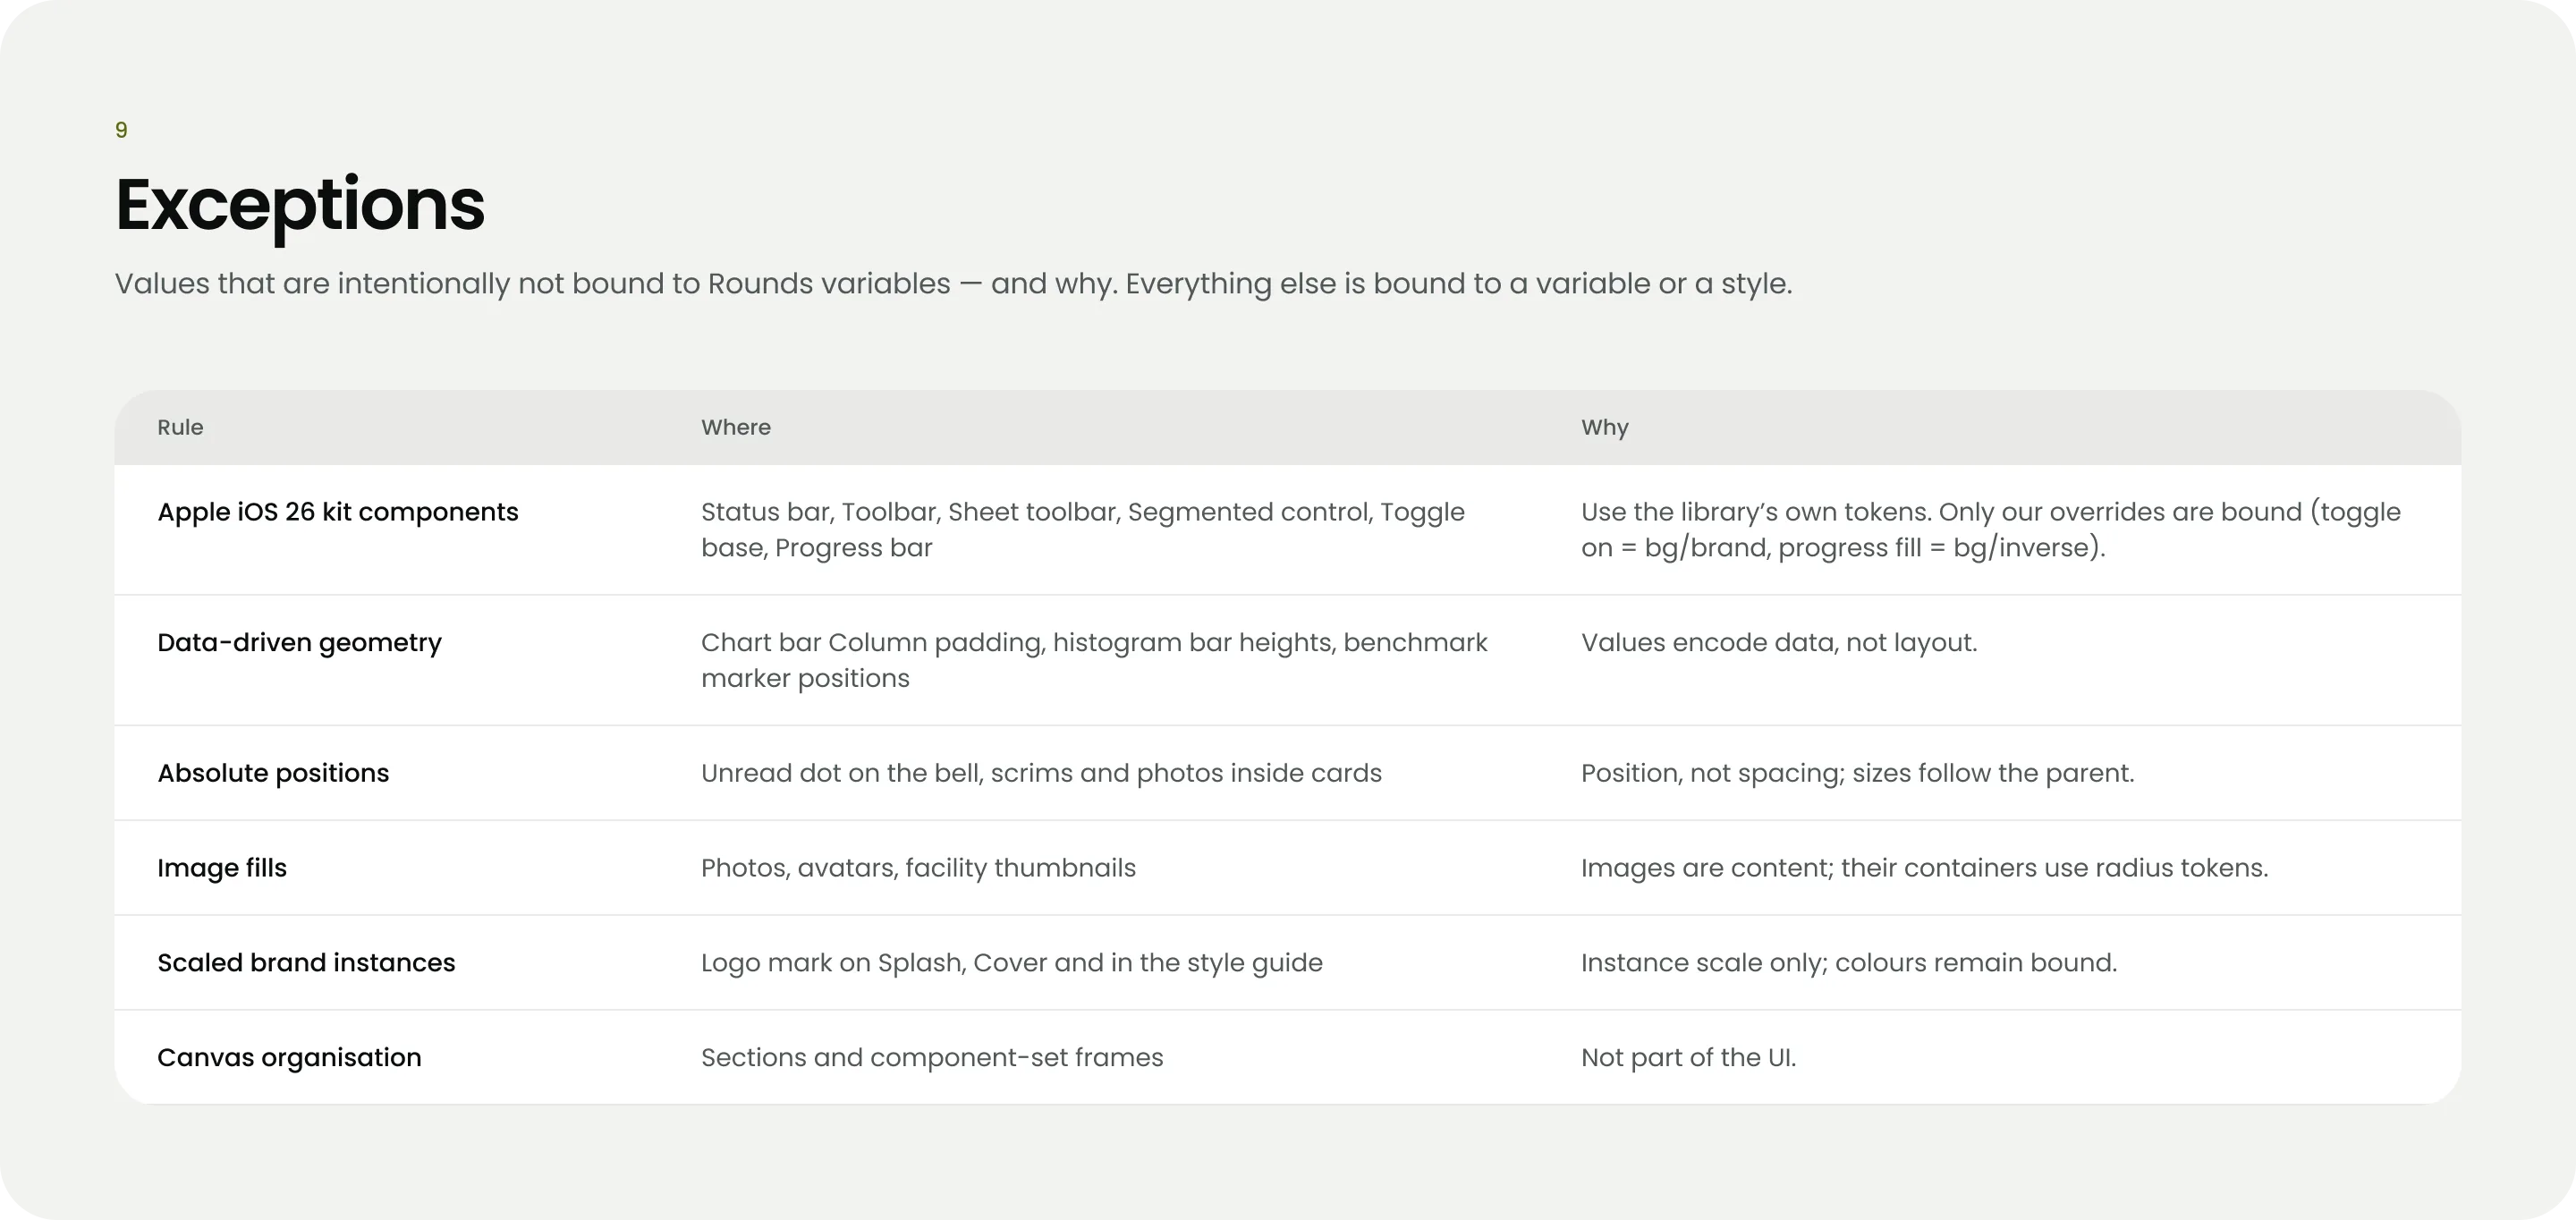 9
Exceptions
Values that are intentionally not bound to Rounds variables — and why. Everything else is bound to a variable or a style.
Rule Where Why
Apple iOS 26 kit components
Status bar, Toolbar, Sheet toolbar, Segmented control, Toggle
base, Progress bar
Use the library’s own tokens. Only our overrides are bound (toggle
on = bg/brand, progress fill = bg/inverse).
Data-driven geometry
Chart bar Column padding, histogram bar heights, benchmark
marker positions
Values encode data, not layout.
Absolute positions
Unread dot on the bell, scrims and photos inside cards
Position, not spacing; sizes follow the parent.
Image fills
Photos, avatars, facility thumbnails
Images are content; their containers use radius tokens.
Scaled brand instances
Logo mark on Splash, Cover and in the style guide
Instance scale only; colours remain bound.
Canvas organisation
Sections and component-set frames
Not part of the UI.